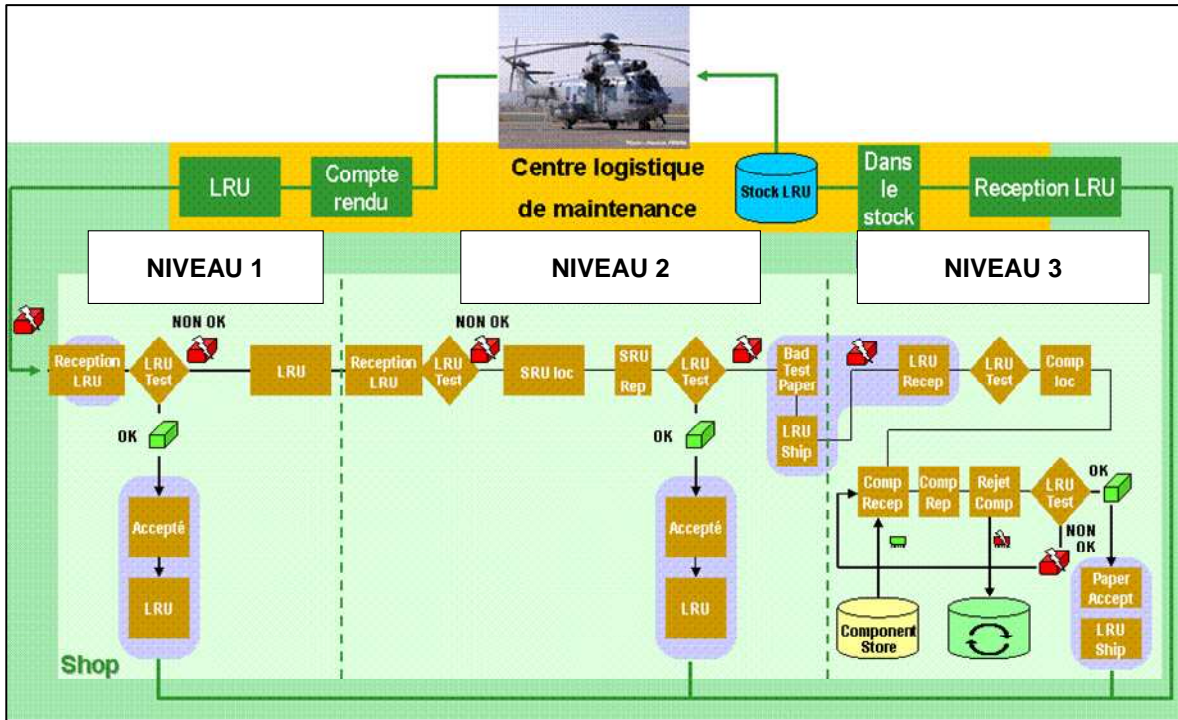 Centre logistique
de maintenance
LRU
Compte
rendu
Stock LRU
Dans
le
stock
Reception LRU
NIVEAU 1
NIVEAU 2
NIVEAU 3
Reception
LRU
LRU
Test
NON OK
LRU
OK
Accepté
LRU
Reception
LRU
LRU
Test
NON OK
SRU loc
SRU
Rep
LRU
Test
OK
Accepté
LRU
Bad
Test
Paper
LRU
Ship
LRU
Recep
LRU
Test
Comp
loc
Comp
Recep
Comp
Rep
Rejet
Comp
LRU
Test
OK
NON
OK
Component
Store
Paper
Accept
LRU
Ship
Shop